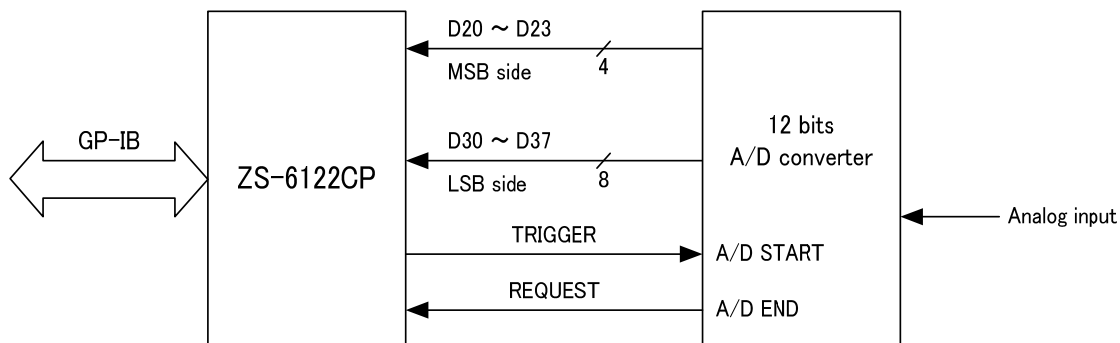 GP-IB
ZS-6122CP
D20 ～ D23
MSB side
4
D30 ～ D37
LSB side
8
TRIGGER
REQUEST
12 bits
A/D converter
A/D START
A/D END
Analog input